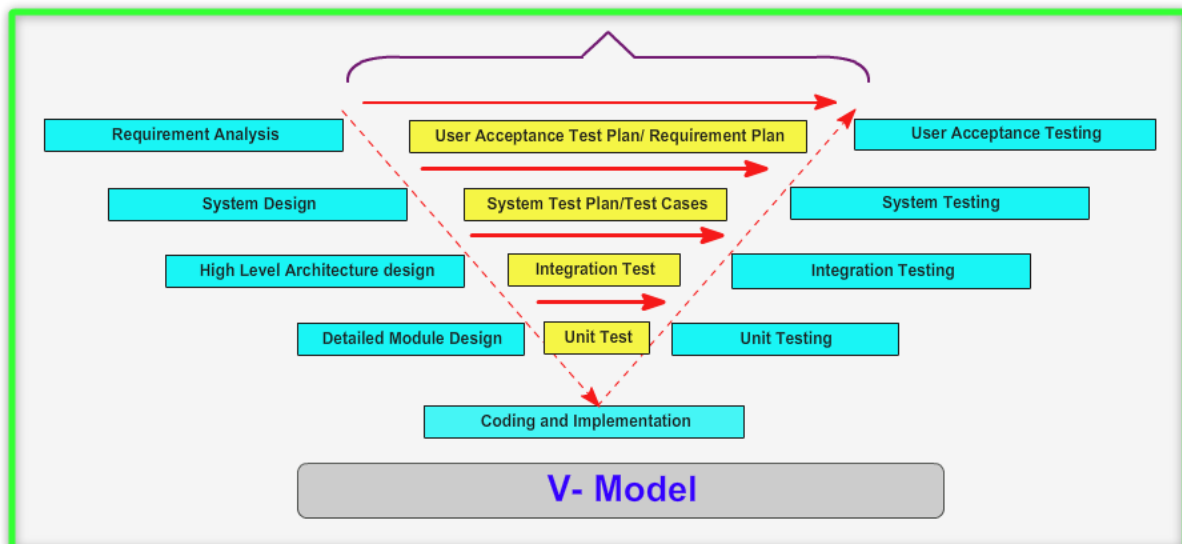 Requirement Analysis
User Acceptance Test Plan/ Requirement Plan
User Acceptance Testing
System Design
System Test Plan/Test Cases
System Testing
High Level Architecture design
Integration Test
Integration Testing
Detailed Module Design
Unit Test
Unit Testing
Coding and Implementation
V- Model